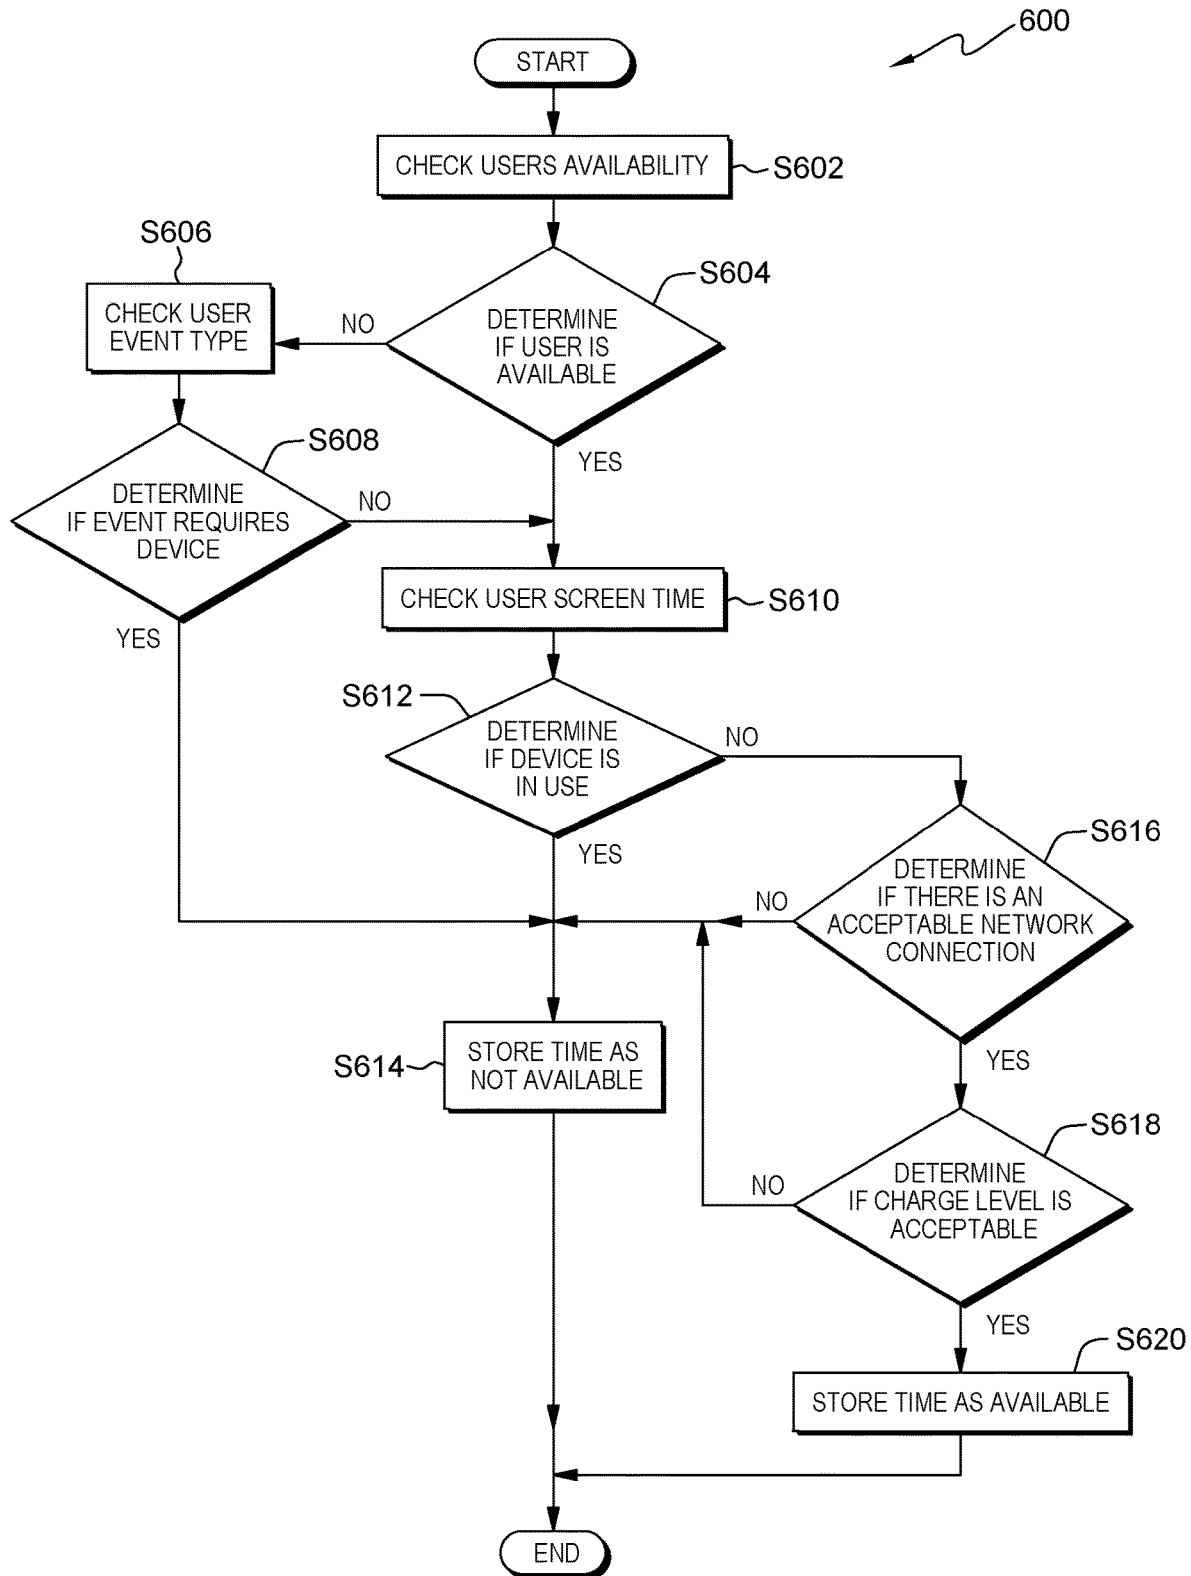 600
START
CHECK USERS AVAILABILITY
S602
S606
S604
CHECK USER
EVENT TYPE
NO
DETERMINE
IF USER IS
AVAILABLE
YES
S608
DETERMINE
IF EVENT REQUIRES
DEVICE
NO
YES
CHECK USER SCREEN TIME
S610
S612
DETERMINE
IF DEVICE IS
IN USE
NO
YES
S616
DETERMINE
IF THERE IS AN
ACCEPTABLE NETWORK
CONNECTION
NO
YES
S614
STORE TIME AS
NOT AVAILABLE
S618
DETERMINE
IF CHARGE LEVEL IS
ACCEPTABLE
NO
YES
S620
STORE TIME AS AVAILABLE
END